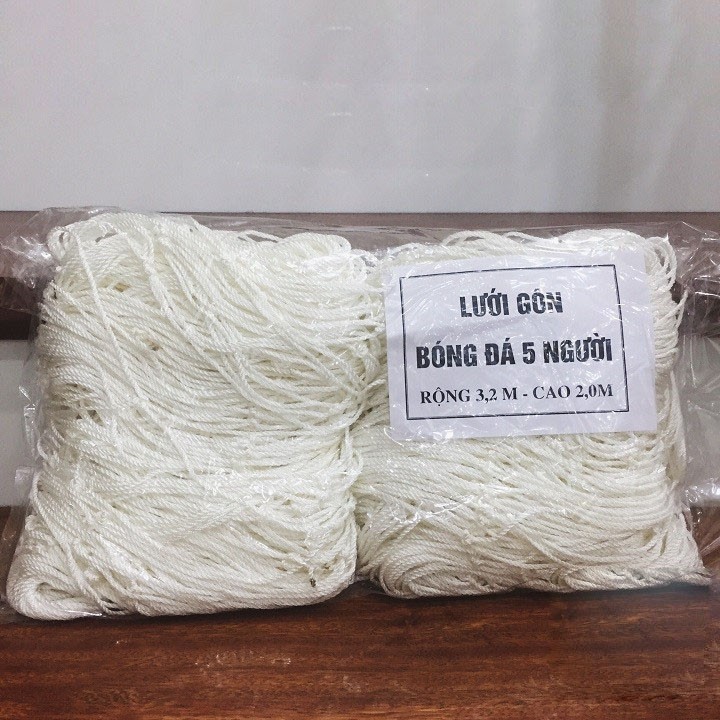 LƯỚI GÔN
BÓNG ĐÁ 5 NGƯỜI
RỘNG 3,2 M - CAO 2,0M